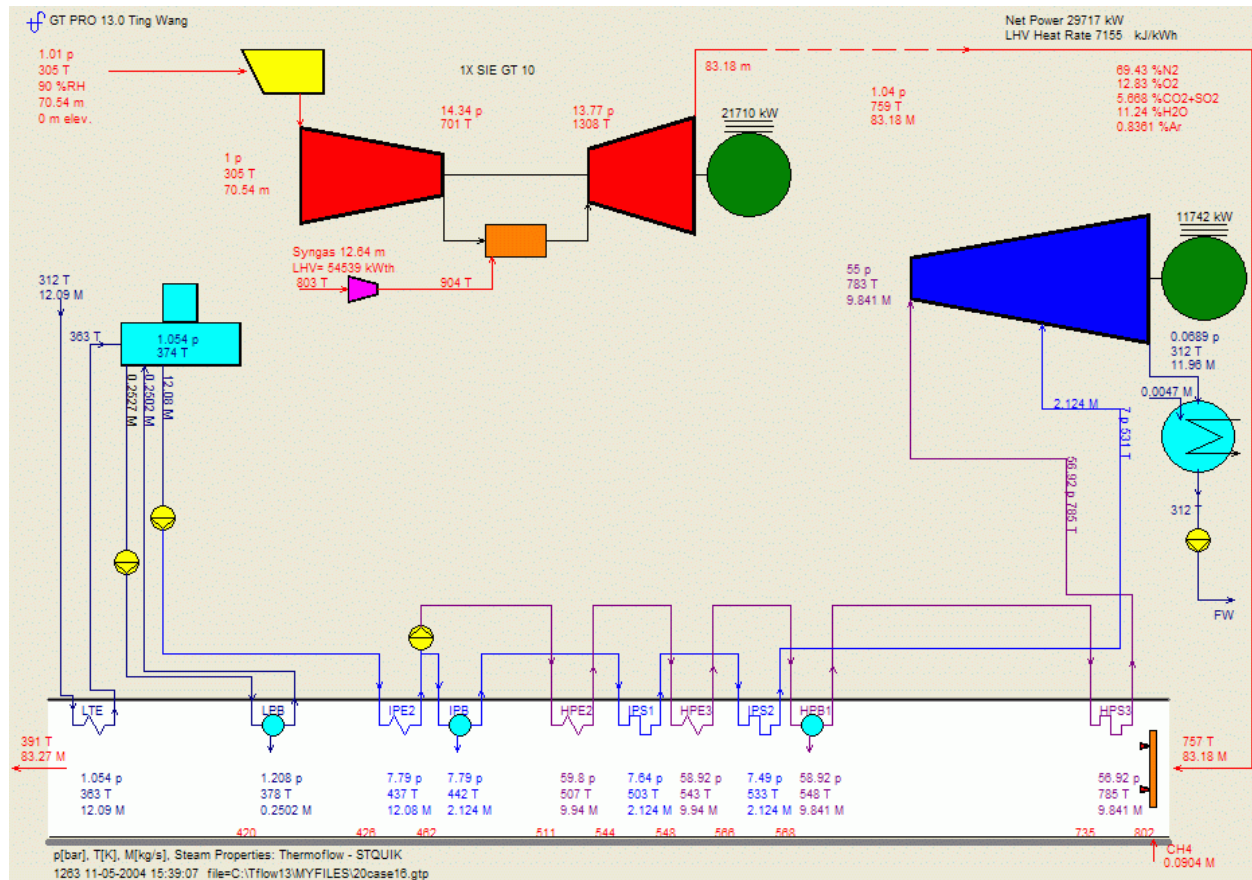 GT PRO 13.0 Ting Wang
Net Power 29717 kW
LHV Heat Rate 7155 kJ/kWh
1.01 p
305 T
90 %RH
70.54 m
0 m elev.
1X SIE GT 10
83.18 m
69.43 %N2
12.83 %O2
5.668 %CO2+SO2
11.24 %H2O
0.8361 %Ar
14.34 p
701 T
13.77 p
1308 T
1.04 p
759 T
83.18 M
21710 kW
1 p
305 T
70.54 m
11742 kW
Syngas 12.64 m
LHV= 54539 kWth
803 T
904 T
55 p
783 T
9.841 M
312 T
12.09 M
363 T
1.054 p
374 T
0.0689 p
312 T
11.96 M
0.2527 M
0.2502 M
12.08 M
0.0047 M
2.124 M
7 p 531 T
56.92 p 785 T
312 T
FW
LTE
LPB
IPE2
IPB
HPE2
IPS1
HPE3
IPS2
HPB1
HPS3
391 T
83.27 M
757 T
83.18 M
1.054 p
363 T
12.09 M
1.208 p
378 T
0.2502 M
7.79 p
437 T
12.08 M
7.79 p
442 T
2.124 M
59.8 p
507 T
9.94 M
7.64 p
503 T
2.124 M
58.92 p
543 T
9.94 M
7.49 p
533 T
2.124 M
58.92 p
548 T
9.841 M
56.92 p
785 T
9.841 M
420
426
462
511
544
548
566
568
735
802
CH4
0.0904 M
p[bar], T[K], M[kg/s], Steam Properties: Thermoflow - STQUIK
1263 11-05-2004 15:39:07 file=C:\Tflow13\MYFILES\20case16.gtp